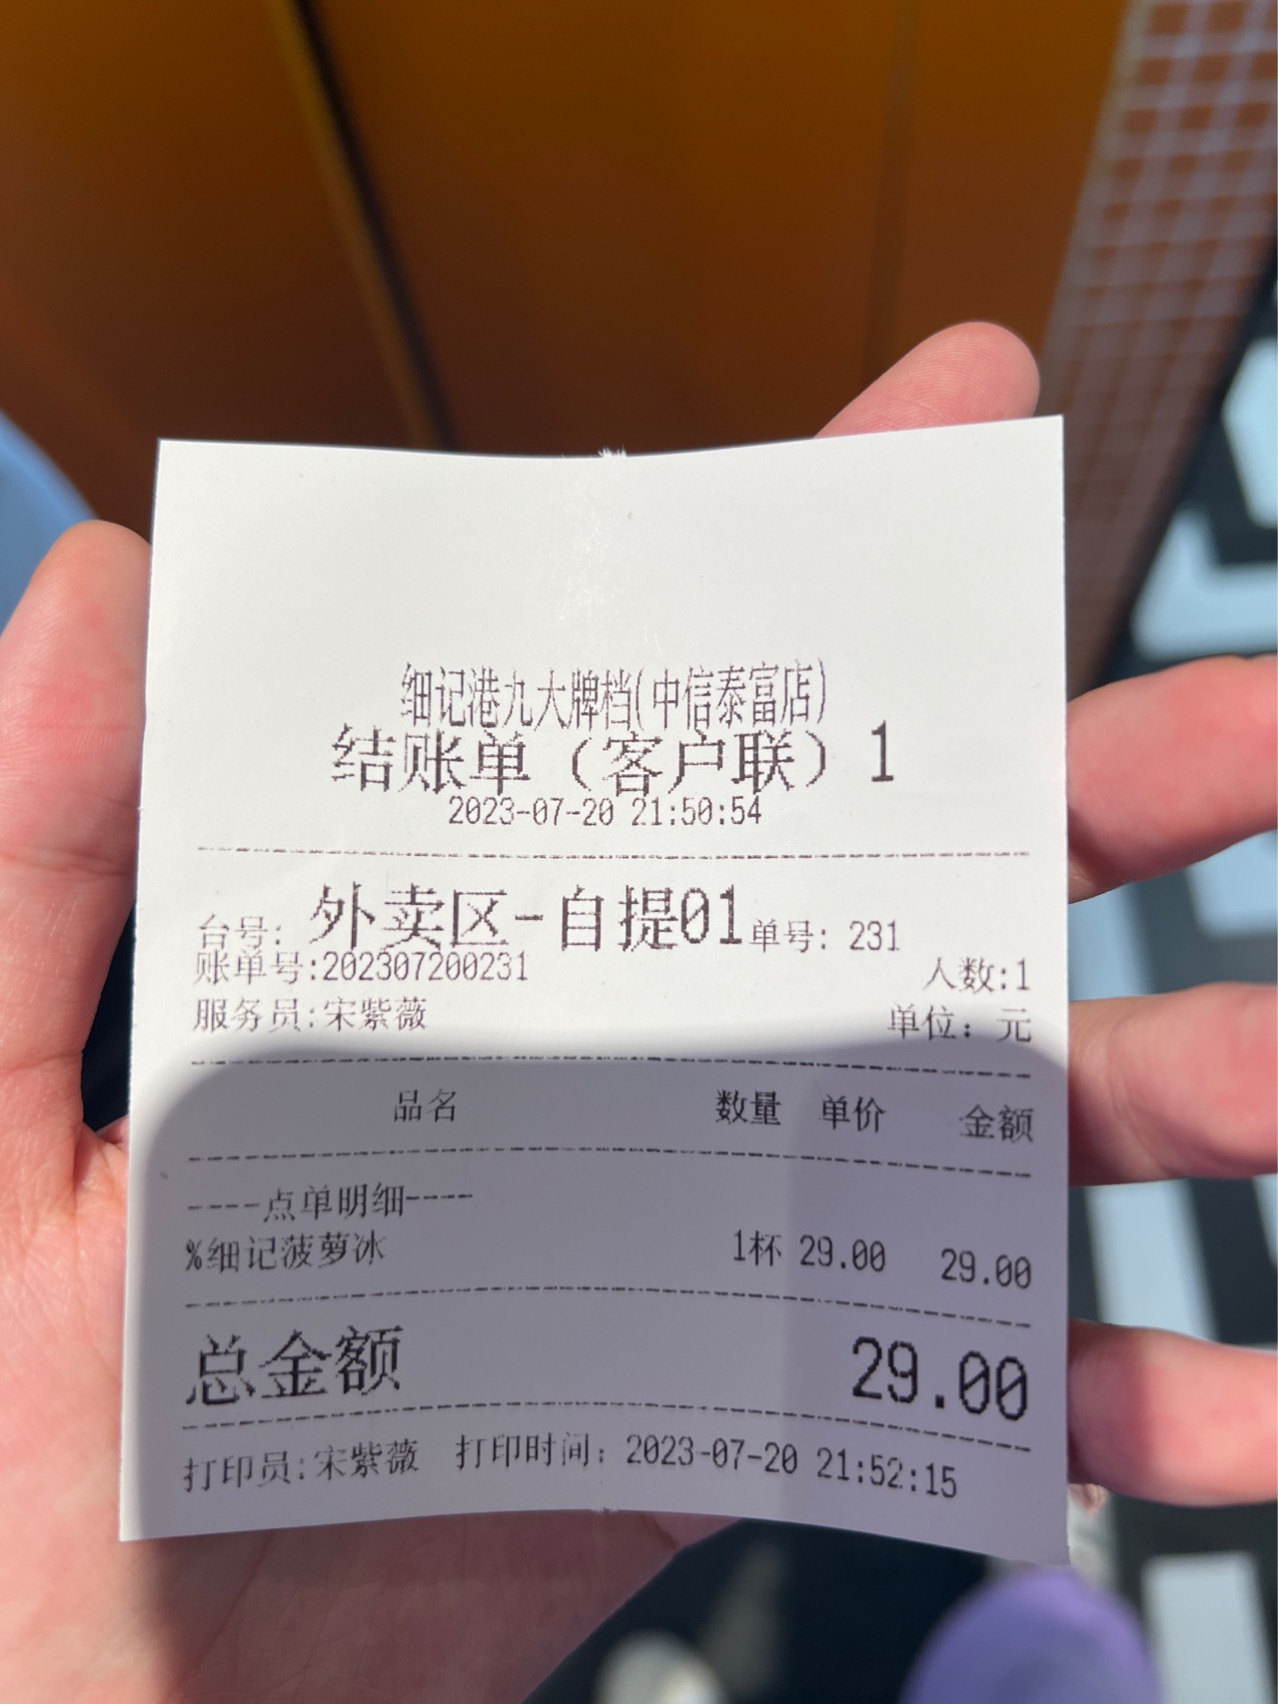 细记港九大牌档(中信泰富店)
结账单（客户联）1
2023-07-20 21:50:54
台号: 外卖区-自提01 单号: 231
账单号:202307200231 人数:1
服务员:宋紫薇 单位: 元
品名 数量 单价 金额
----点单明细----
%细记菠萝冰 1杯 29.00 29.00
总金额 29.00
打印员:宋紫薇 打印时间: 2023-07-20 21:52:15